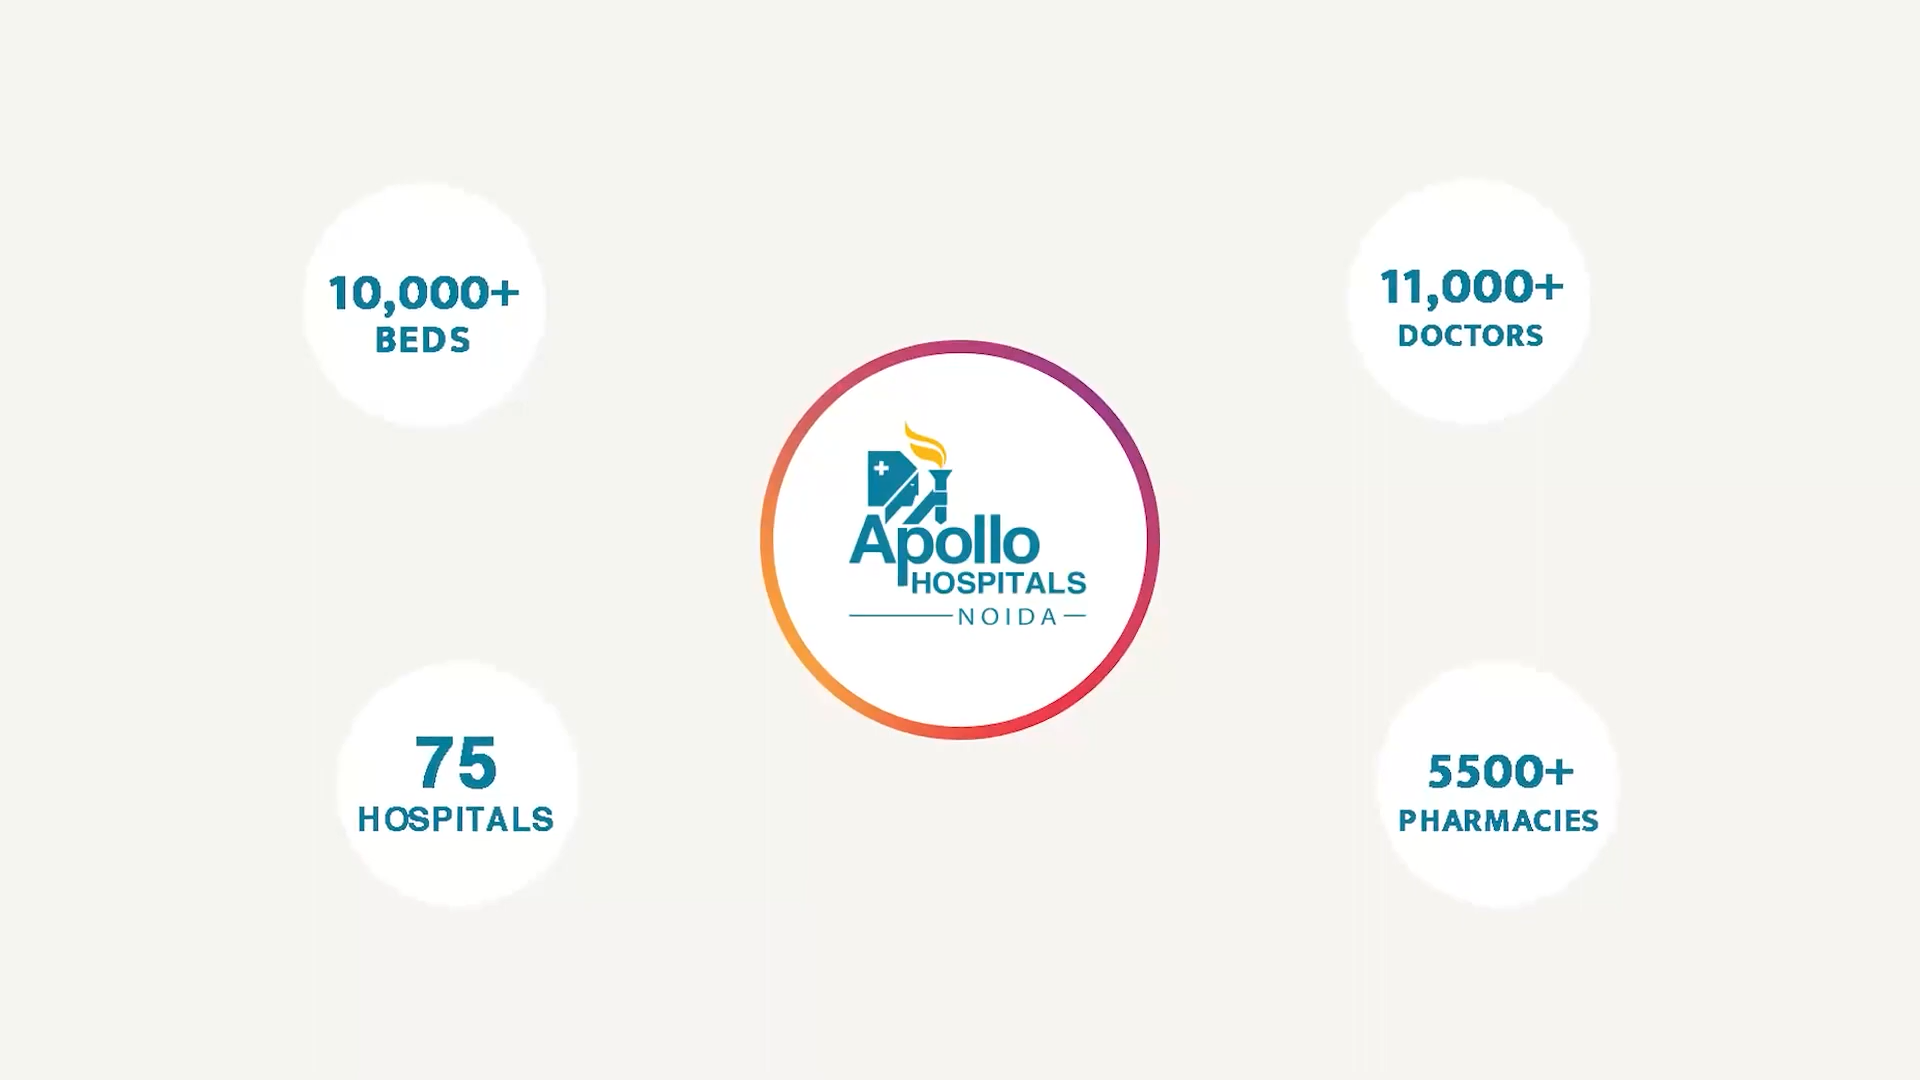 10,000+
BEDS
11,000+
DOCTORS
Apollo
HOSPITALS
NOIDA
75
HOSPITALS
5500+
PHARMACIES